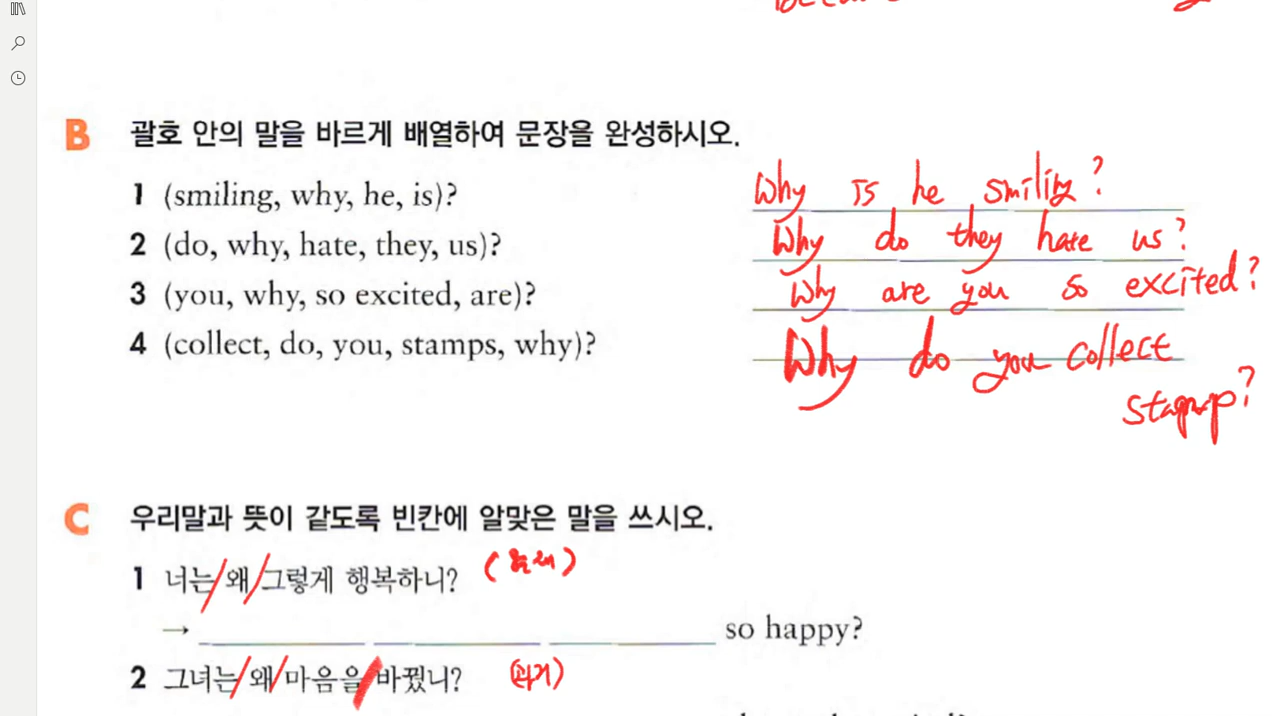 B 괄호 안의 말을 바르게 배열하여 문장을 완성하시오.
1 (smiling, why, he, is)?
Why is he smiling?
2 (do, why, hate, they, us)?
Why do they hate us?
3 (you, why, so excited, are)?
Why are you so excited?
4 (collect, do, you, stamps, why)?
Why do you collect
C 우리말과 뜻이 같도록 빈칸에 알맞은 말을 쓰시오.
1 너는/왜/그렇게 행복하니? (현재)
→ so happy?
2 그녀는/왜/마음을/바꿨니? (과거)